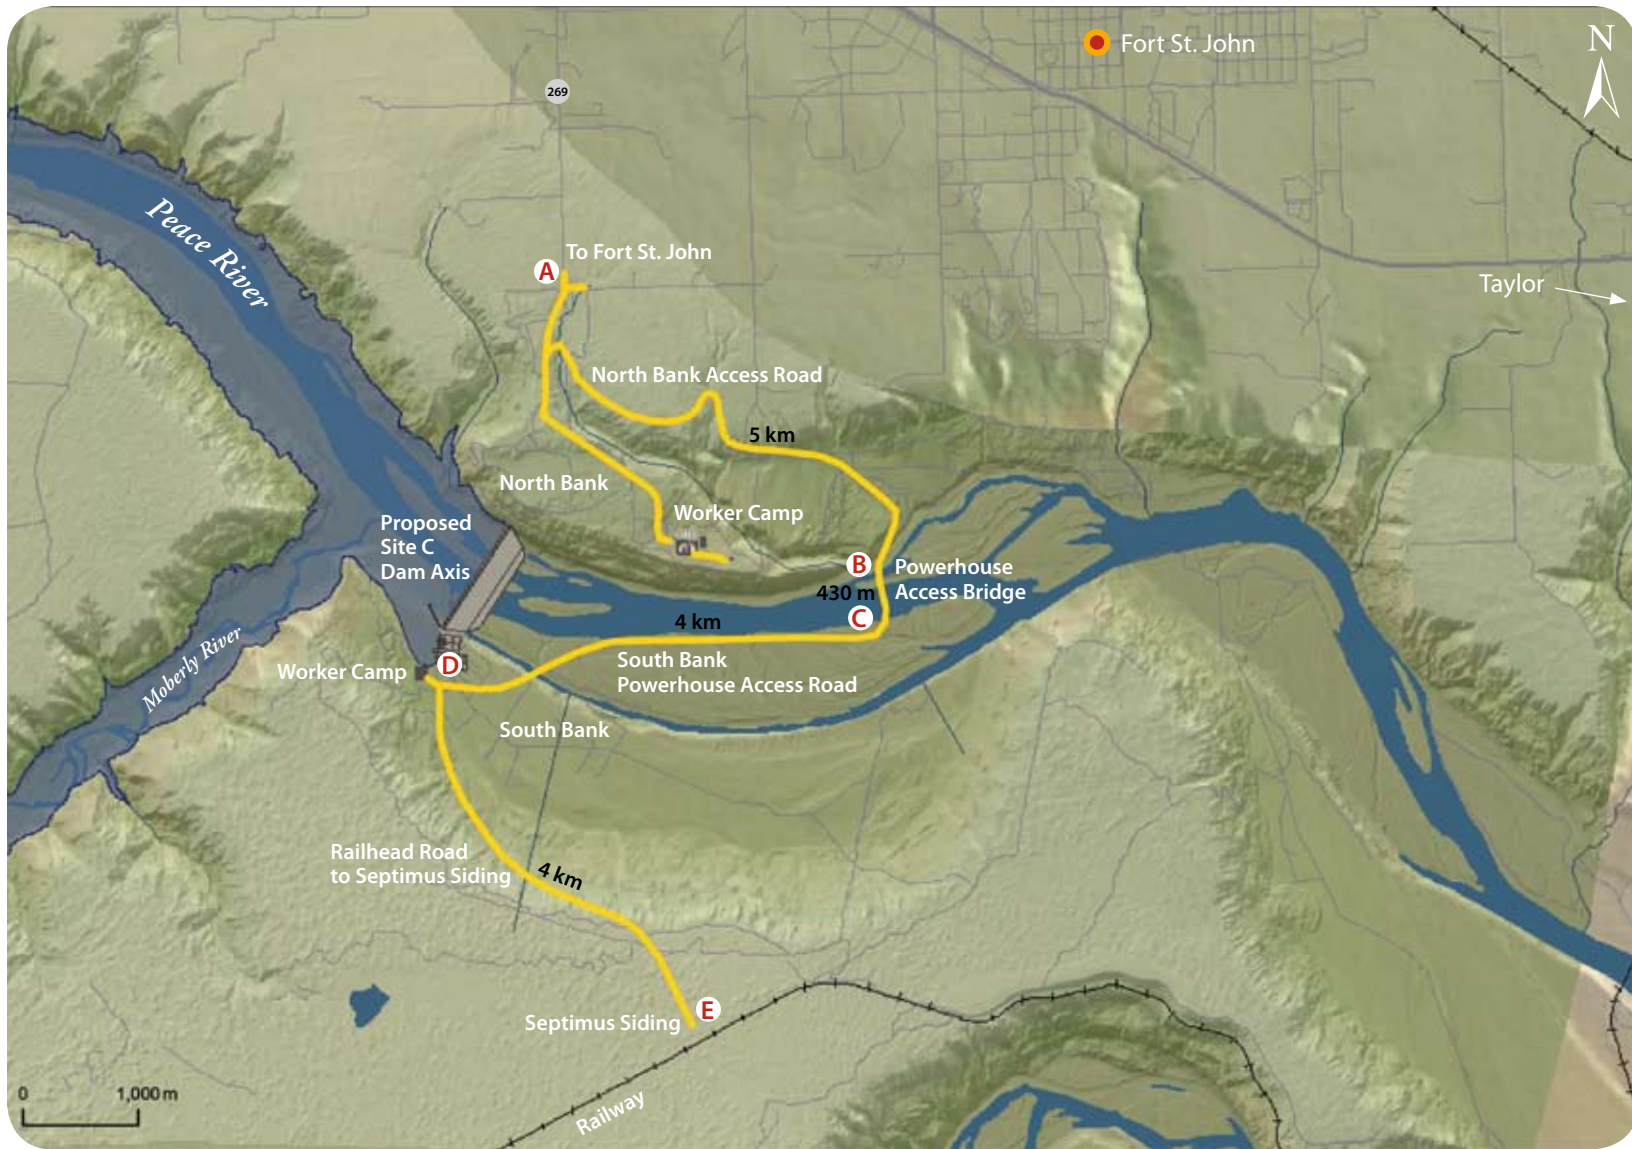 Fort St. John
N
269
Peace River
To Fort St. John
A
Taylor
North Bank Access Road
5 km
North Bank
Worker Camp
Proposed
Site C
Dam Axis
B
Powerhouse
Access Bridge
430 m
C
4 km
Moberly River
South Bank
Powerhouse Access Road
Worker Camp
D
South Bank
Railhead Road
to Septimus Siding
4 km
E
Septimus Siding
0
1,000 m
Railway